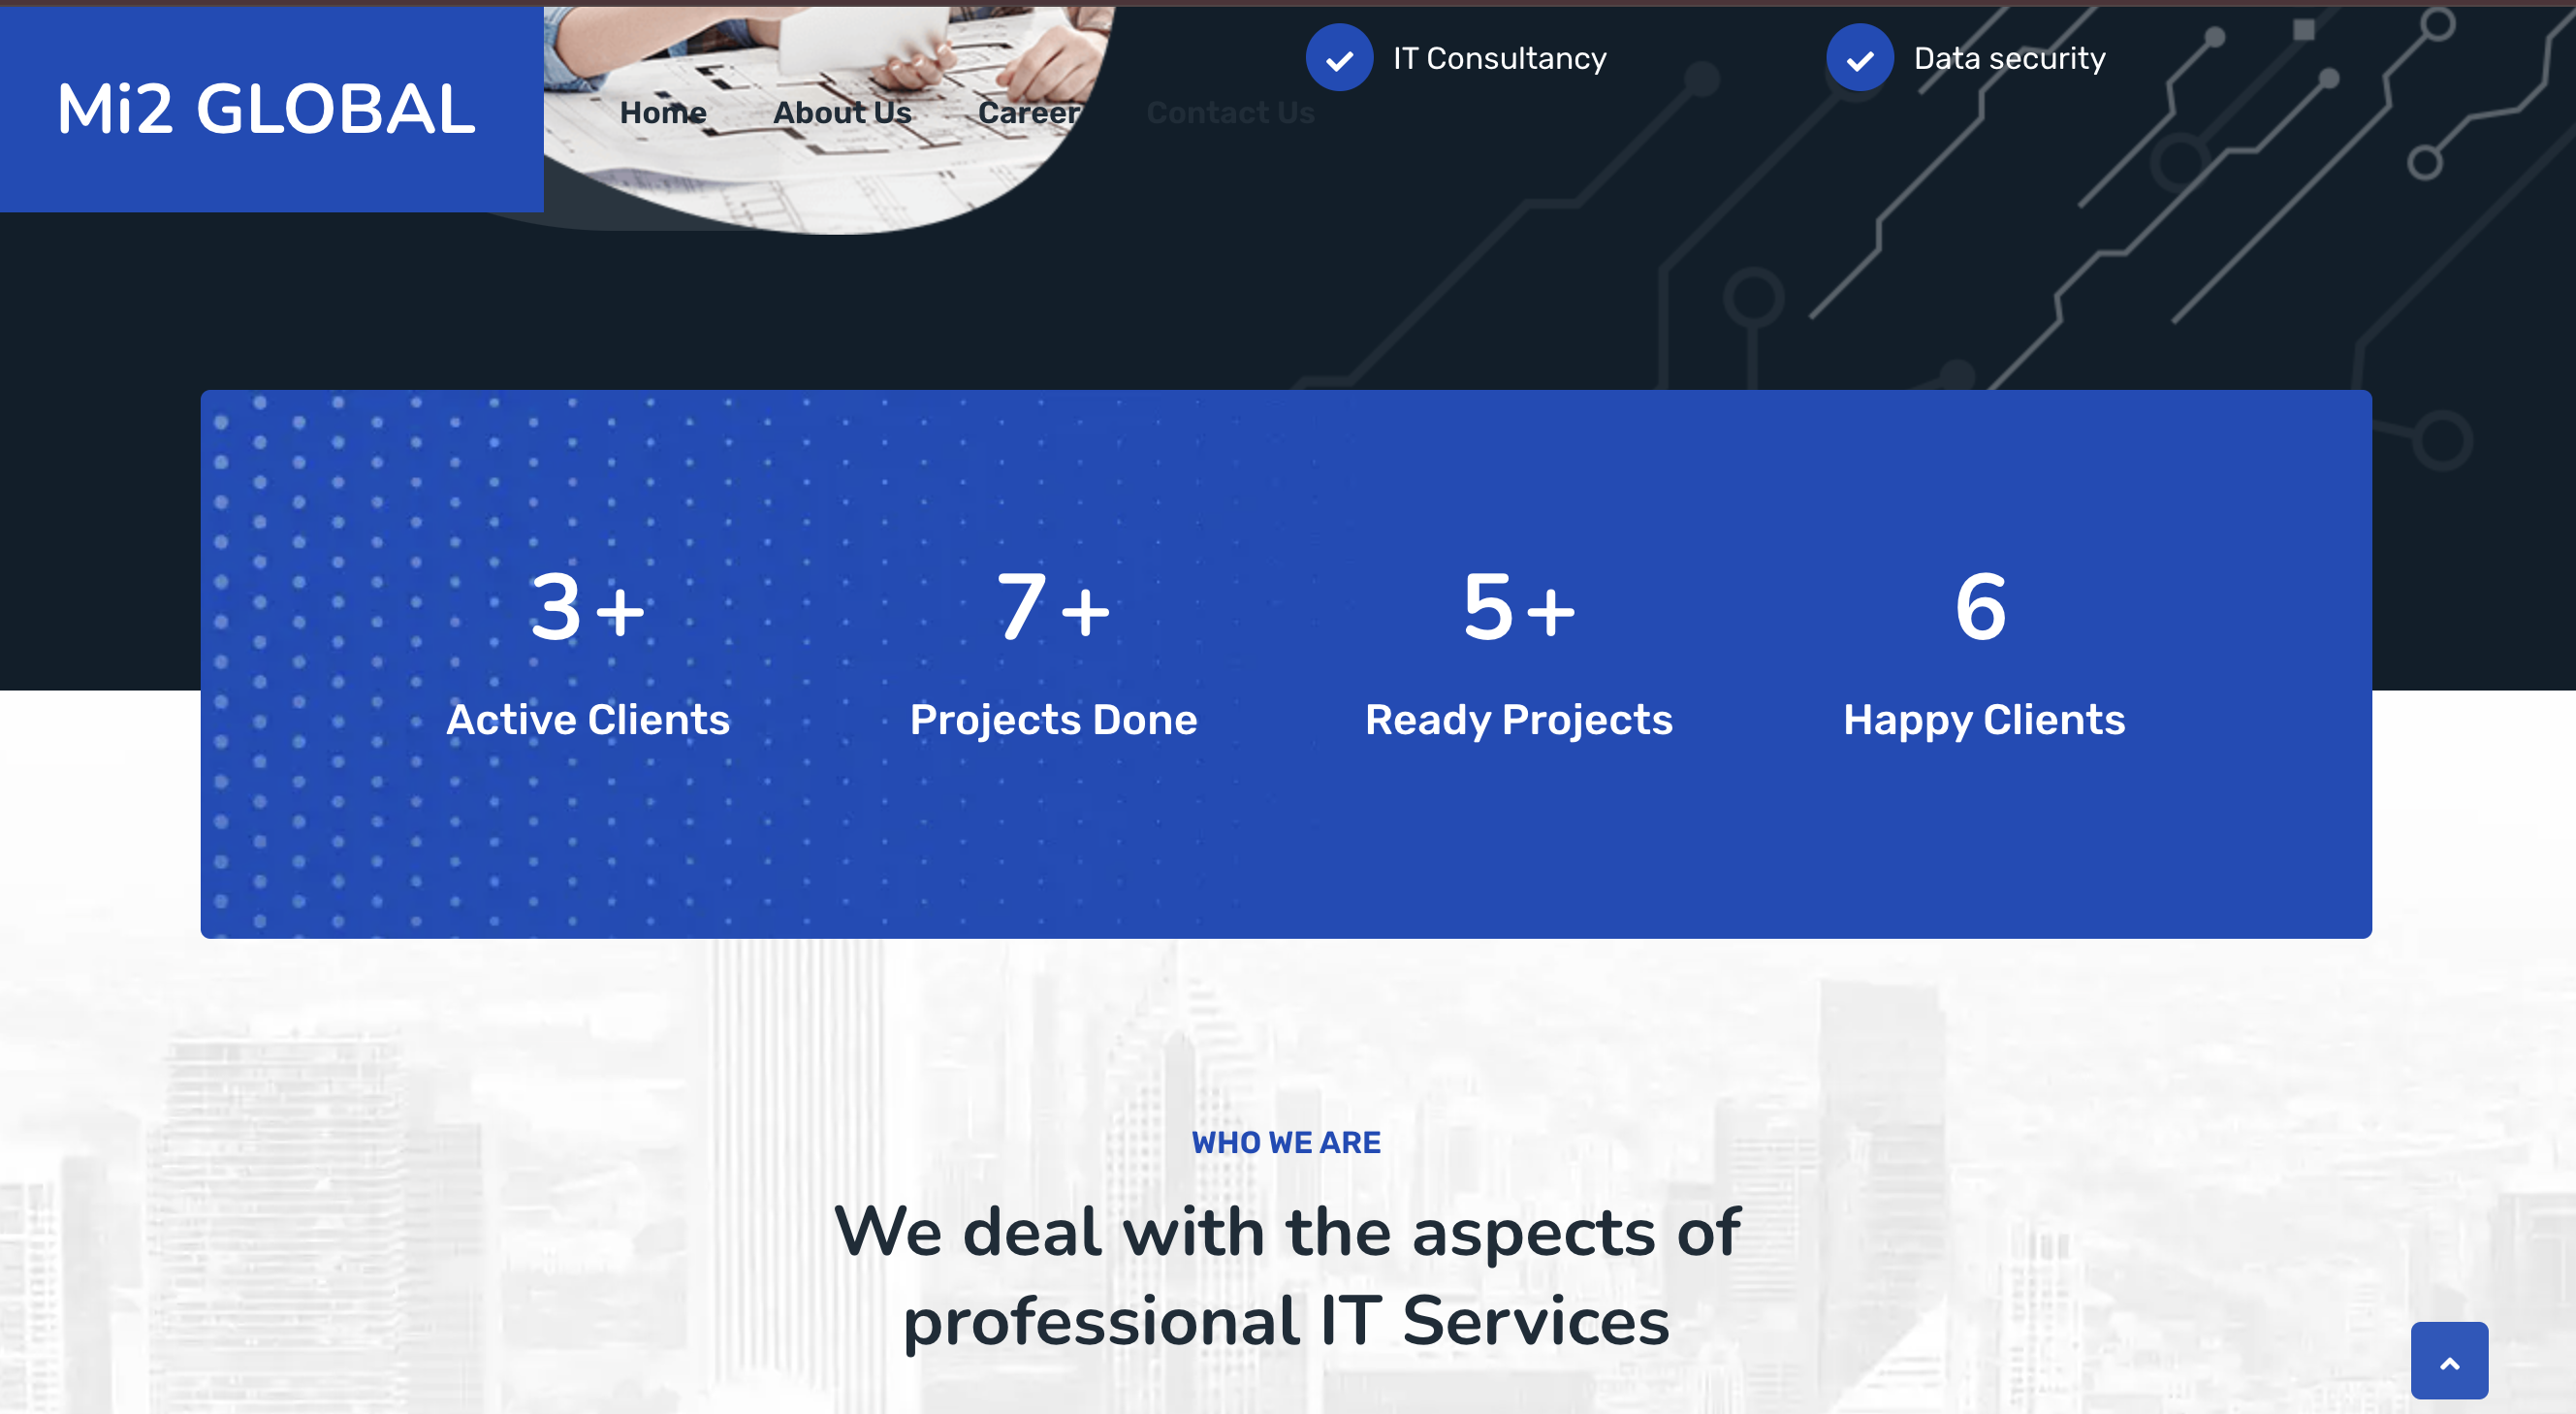 IT Consultancy
Data security
Mi2 GLOBAL
Home
About Us
Career
Contact Us
3+
Active Clients
7+
Projects Done
5+
Ready Projects
6
Happy Clients
WHO WE ARE
We deal with the aspects of
professional IT Services